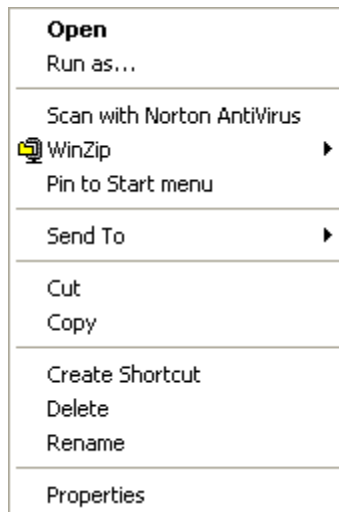 Open
Run as...
Scan with Norton AntiVirus
WinZip
Pin to Start menu
Send To
Cut
Copy
Create Shortcut
Delete
Rename
Properties